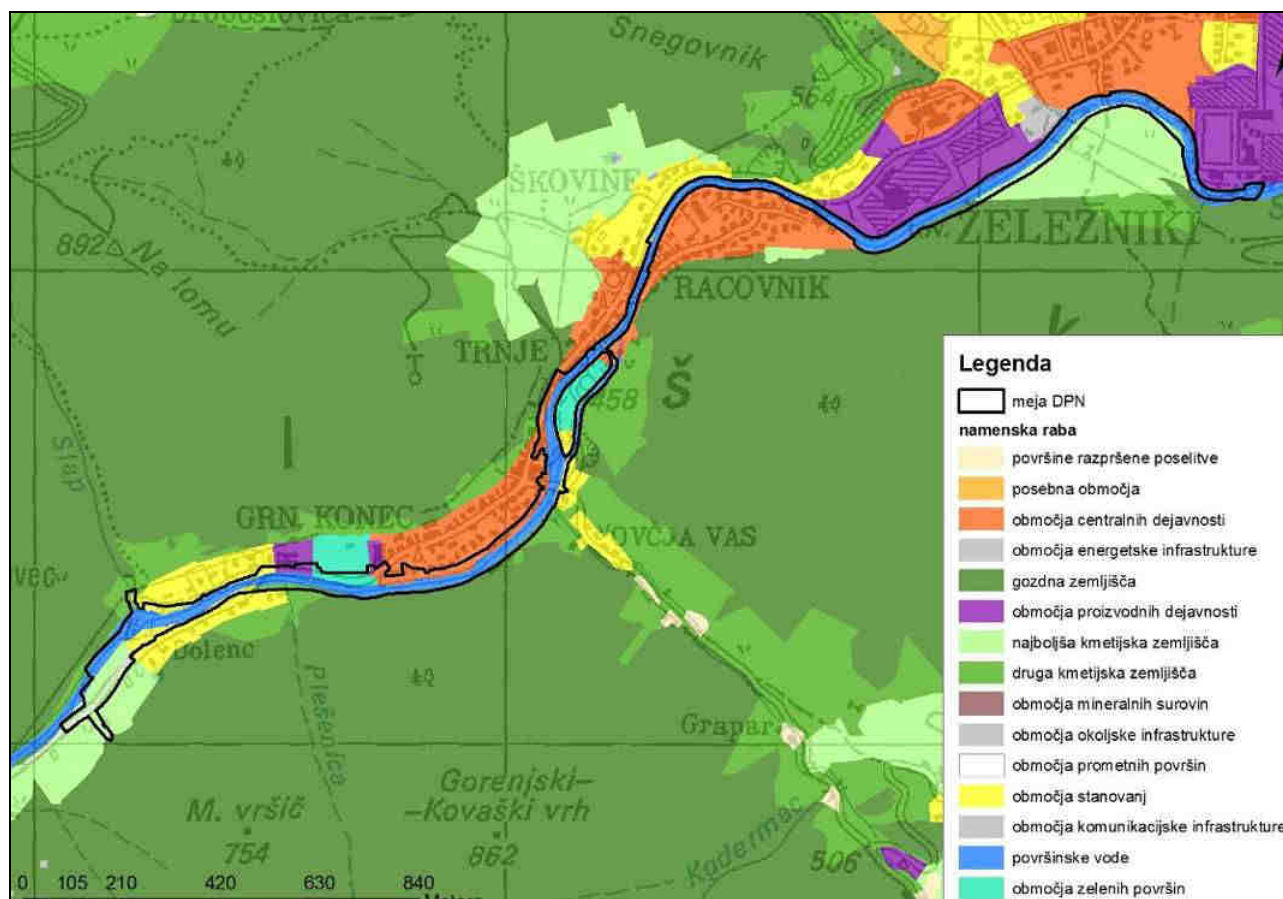 Snegovnik
564
ŠKOVINE
892
Na lomu
ŽELEZNIKI
RACOVNIK
TRNJE
Š
458
Slap
I
GRN. KONEC
OVČJA VAS
Dolenc
Plešenica
Grapar
Gorenjski-
M. vršič
-Kovaški vrh
754
862
Kadermac
506
0 105 210 420 630 840
Legenda
meja DPN
namenska raba
površine razpršene poselitve
posebna območja
območja centralnih dejavnosti
območja energetske infrastrukture
gozdna zemljišča
območja proizvodnih dejavnosti
najboljša kmetijska zemljišča
druga kmetijska zemljišča
območja mineralnih surovin
območja okoljske infrastrukture
območja prometnih površin
območja stanovanj
območja komunikacijske infrastrukture
površinske vode
območja zelenih površin